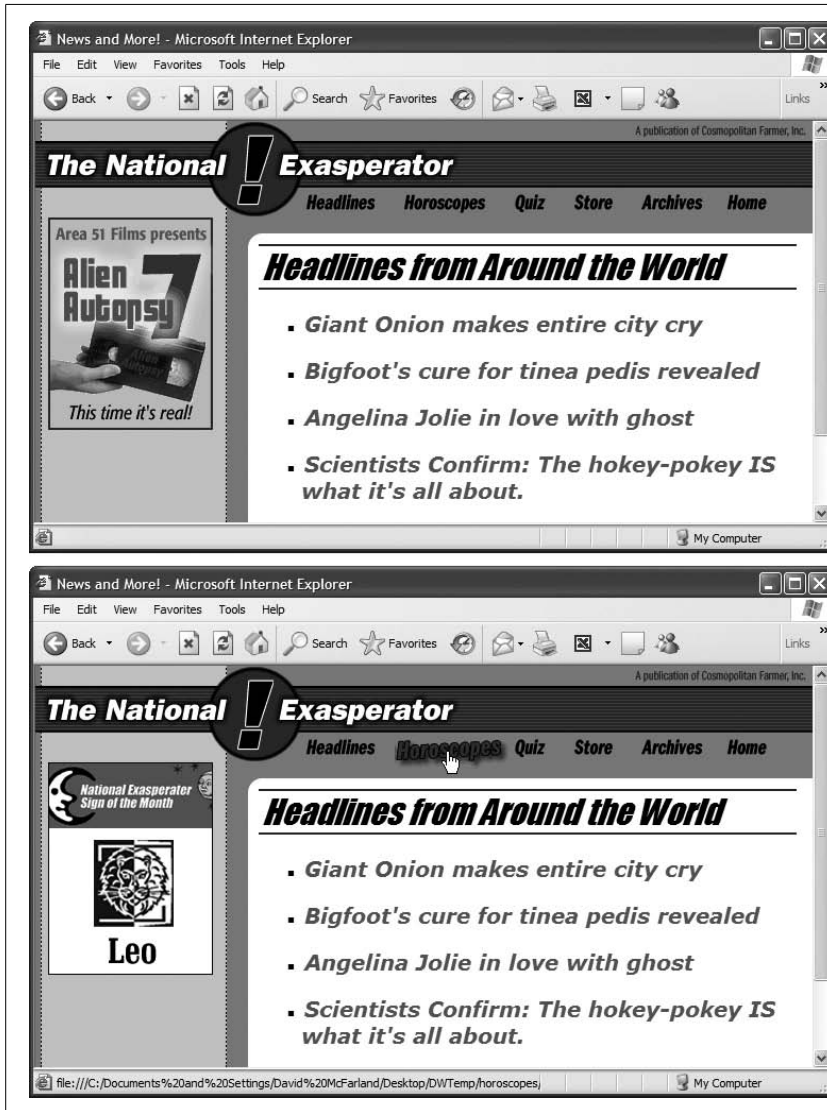 News and More! - Microsoft Internet Explorer
File Edit View Favorites Tools Help
Back Search Favorites Links
A publication of Cosmopolitan Farmer, Inc.
The National ! Exasperator
Headlines Horoscopes Quiz Store Archives Home
Area 51 Films presents
Alien
Autopsy
7
Alien
Autopsy
This time it's real!
Headlines from Around the World
Giant Onion makes entire city cry
Bigfoot's cure for tinea pedis revealed
Angelina Jolie in love with ghost
Scientists Confirm: The hokey-pokey IS
what it's all about.
My Computer
News and More! - Microsoft Internet Explorer
File Edit View Favorites Tools Help
Back Search Favorites Links
A publication of Cosmopolitan Farmer, Inc.
The National ! Exasperator
Headlines Horoscopes Quiz Store Archives Home
National Exasperater
Sign of the Month
Leo
Headlines from Around the World
Giant Onion makes entire city cry
Bigfoot's cure for tinea pedis revealed
Angelina Jolie in love with ghost
Scientists Confirm: The hokey-pokey IS
what it's all about.
file:///C:/Documents%20and%20Settings/David%20McFarland/Desktop/DWTemp/horoscopes/
My Computer